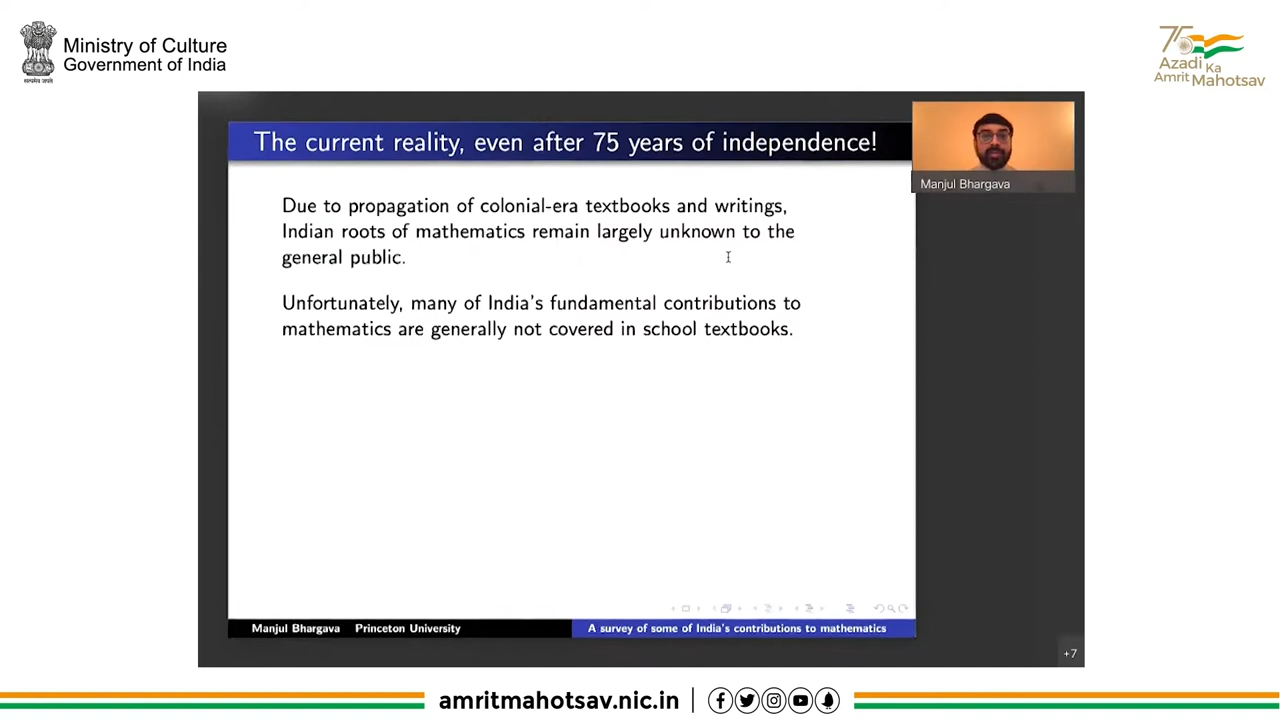 Ministry of Culture
Government of India
सत्यमेव जयते
75
Azadi
Ka
Amrit
Mahotsav
The current reality, even after 75 years of independence!
Manjul Bhargava
Due to propagation of colonial-era textbooks and writings,
Indian roots of mathematics remain largely unknown to the
general public.
Unfortunately, many of India's fundamental contributions to
mathematics are generally not covered in school textbooks.
Manjul Bhargava Princeton University
A survey of some of India's contributions to mathematics
+7
amritmahotsav.nic.in